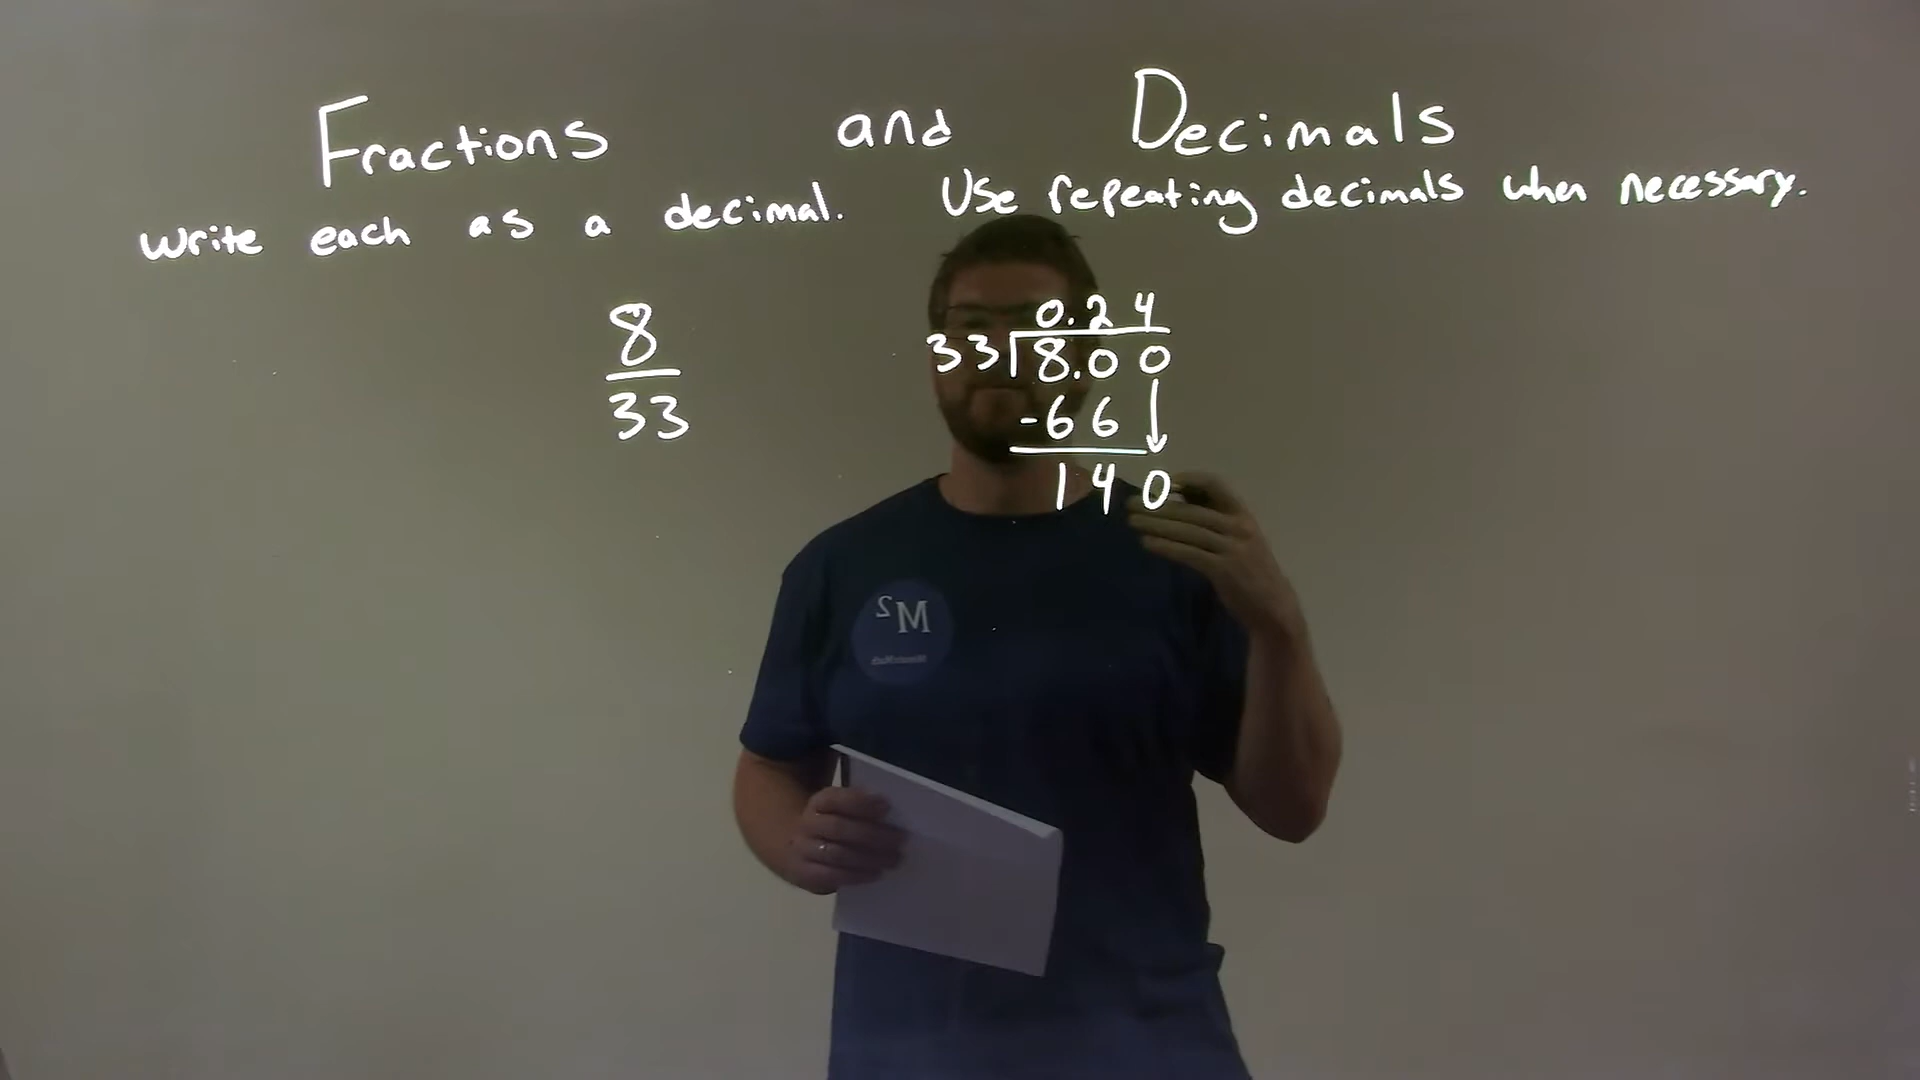 Fractions and Decimals
Write each as a decimal. Use repeating decimals when necessary.
8
33
0.24
33 8.00
-66
140
M2